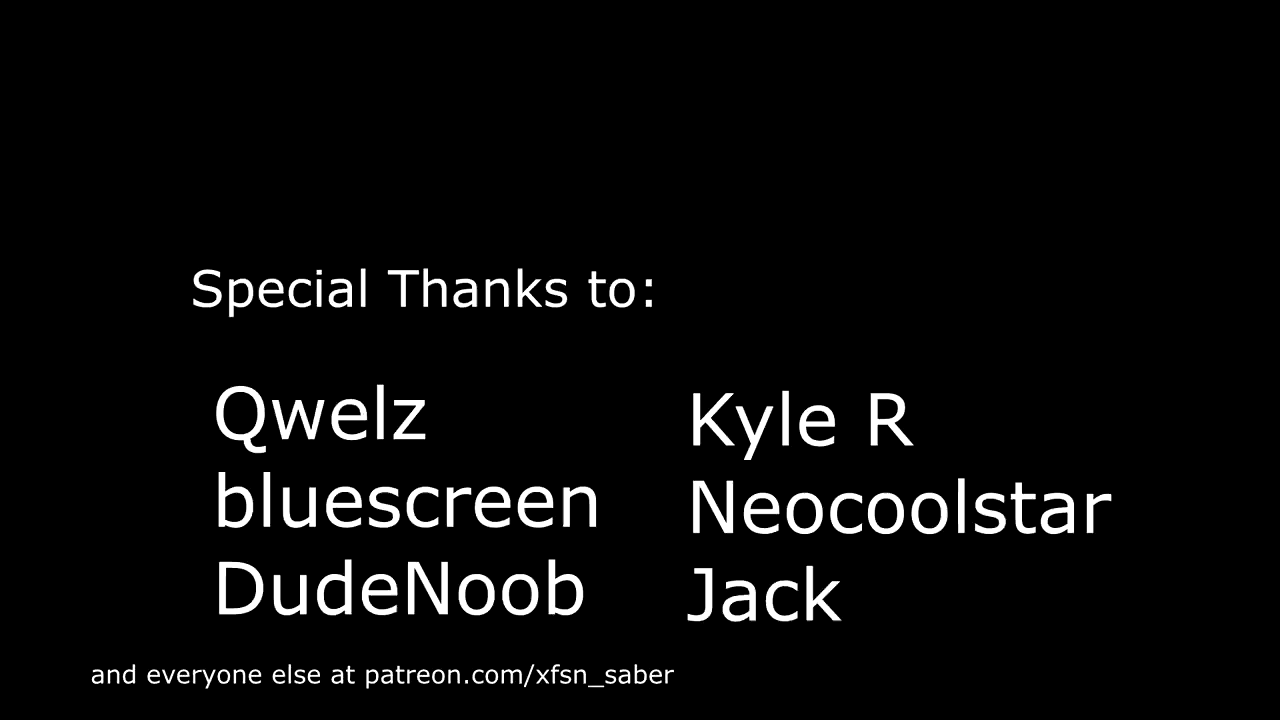 Special Thanks to:
Qwelz
bluescreen
DudeNoob
Kyle R
Neocoolstar
Jack
and everyone else at patreon.com/xfsn_saber